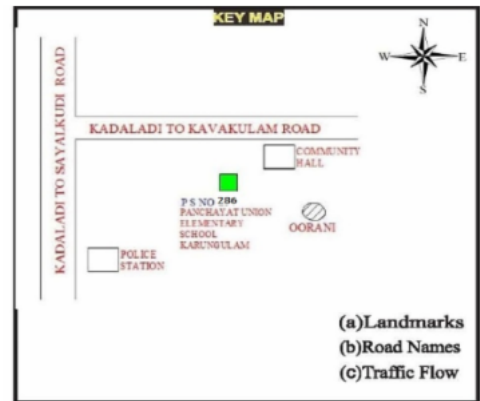 KEY MAP
N
W
E
S
KADALADI TO SAYALKUDI ROAD
KADALADI TO KAVAKULAM ROAD
COMMUNITY
HALL
P S NO 286
PANCHAYAT UNION
ELEMENTARY
SCHOOL
KARUNGULAM
OORANI
POLICE
STATION
(a)Landmarks
(b)Road Names
(c)Traffic Flow